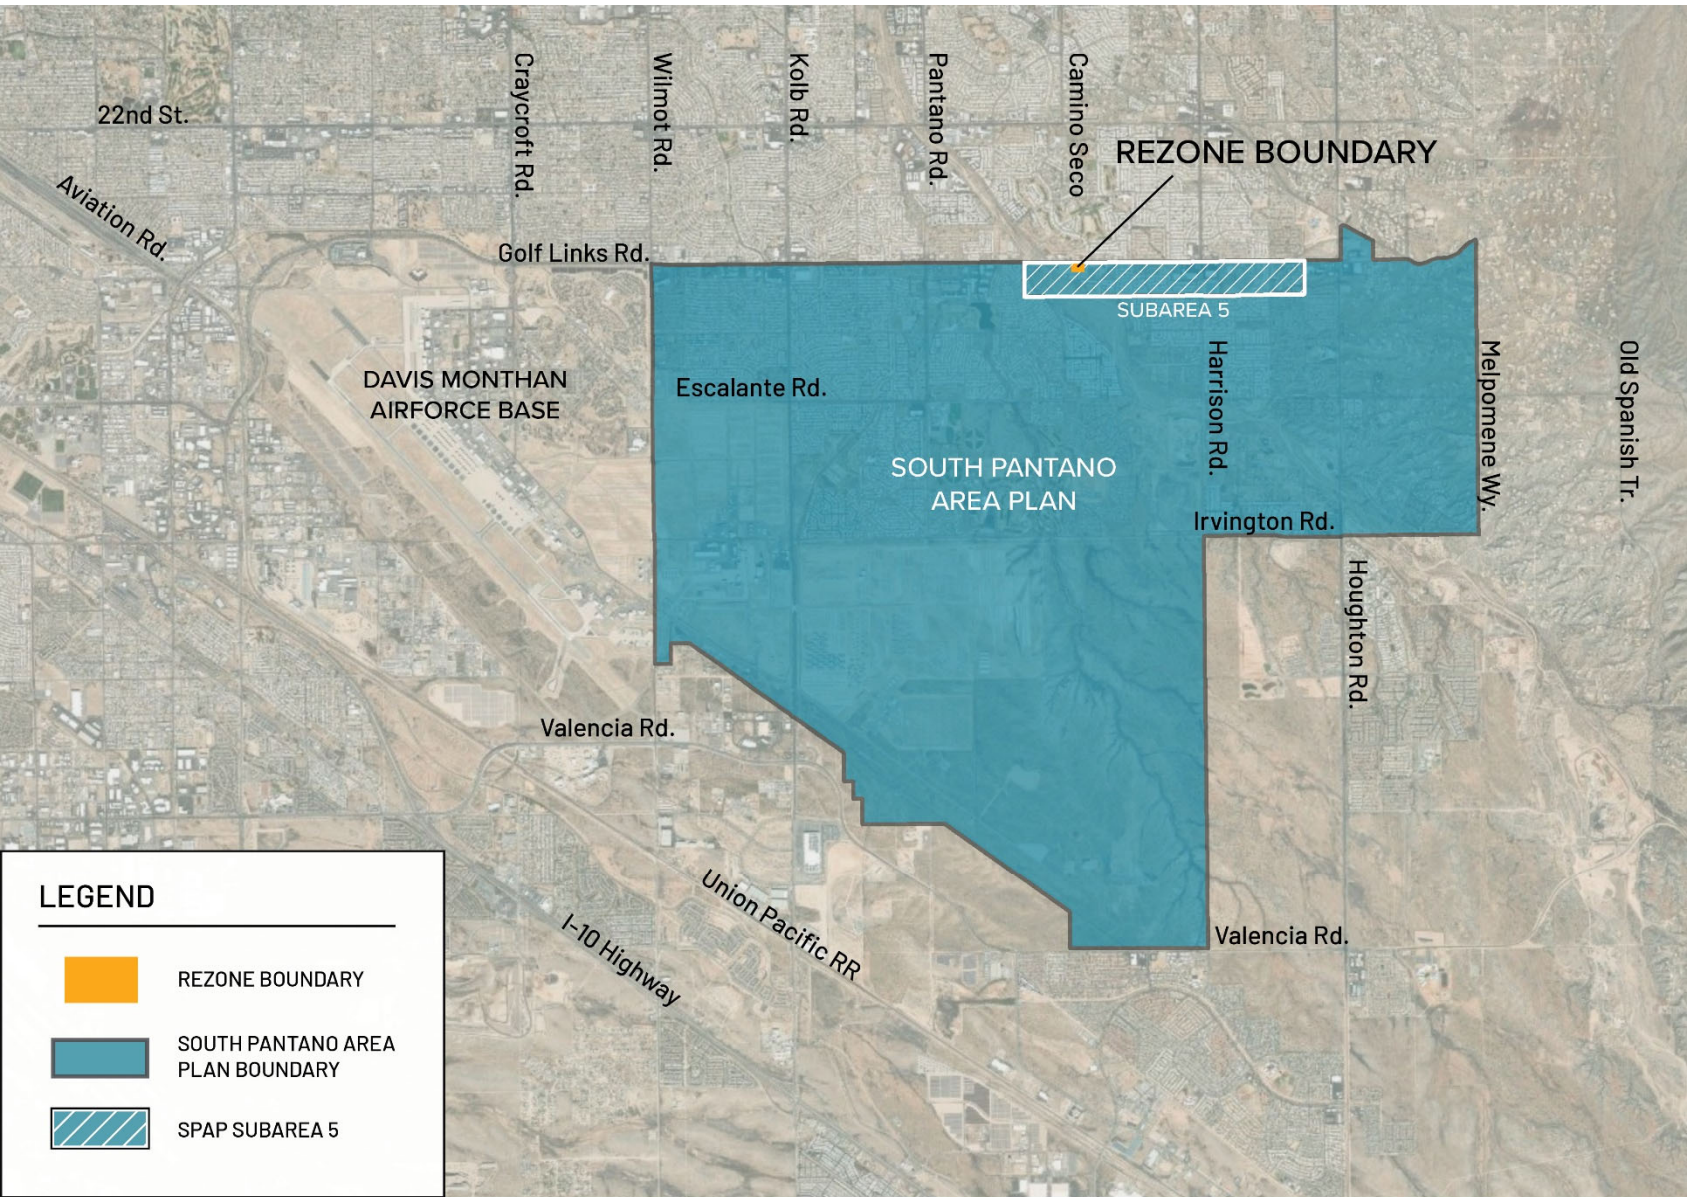 22nd St.
Aviation Rd.
Craycroft Rd.
Wilmot Rd.
Kolb Rd.
Pantano Rd.
Camino Seco
REZONE BOUNDARY
Golf Links Rd.
SUBAREA 5
DAVIS MONTHAN
AIRFORCE BASE
Escalante Rd.
Harrison Rd.
Melpomene Wy.
Old Spanish Tr.
SOUTH PANTANO
AREA PLAN
Irvington Rd.
Houghton Rd.
Valencia Rd.
Union Pacific RR
I-10 Highway
Valencia Rd.
LEGEND
REZONE BOUNDARY
SOUTH PANTANO AREA
PLAN BOUNDARY
SPAP SUBAREA 5